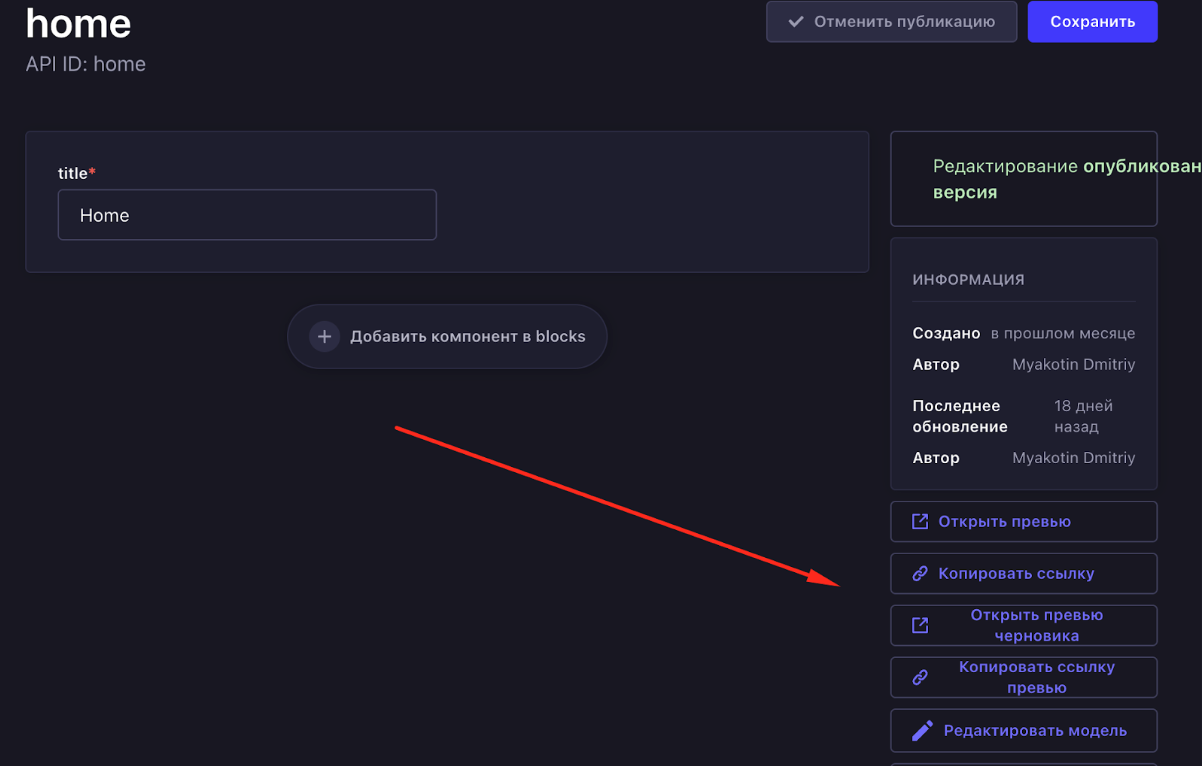 home
Отменить публикацию
Сохранить
API ID: home
title*
Home
Добавить компонент в blocks
Редактирование опубликован
версия
ИНФОРМАЦИЯ
Создано в прошлом месяце
Автор Myakotin Dmitriy
Последнее обновление
18 дней назад
Автор Myakotin Dmitriy
Открыть превью
Копировать ссылку
Открыть превью
черновика
Копировать ссылку
превью
Редактировать модель